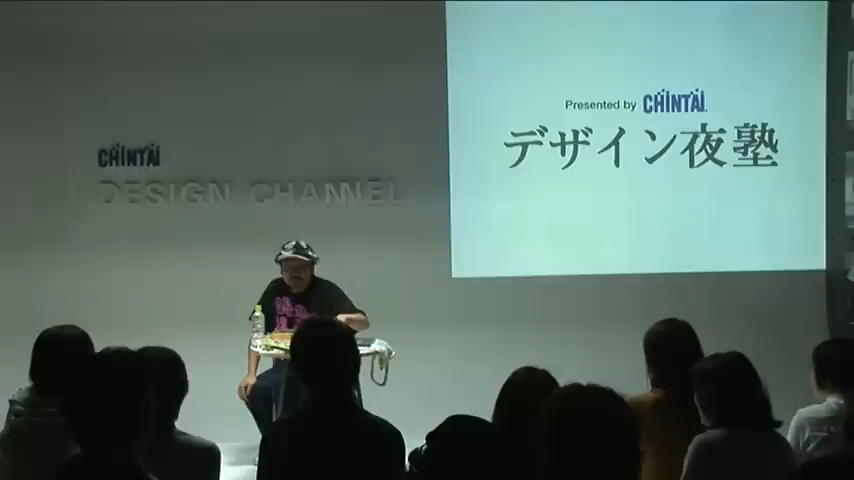 CHINTAI
DESIGN CHANNEL
Presented by CHINTAI
デザイン夜塾